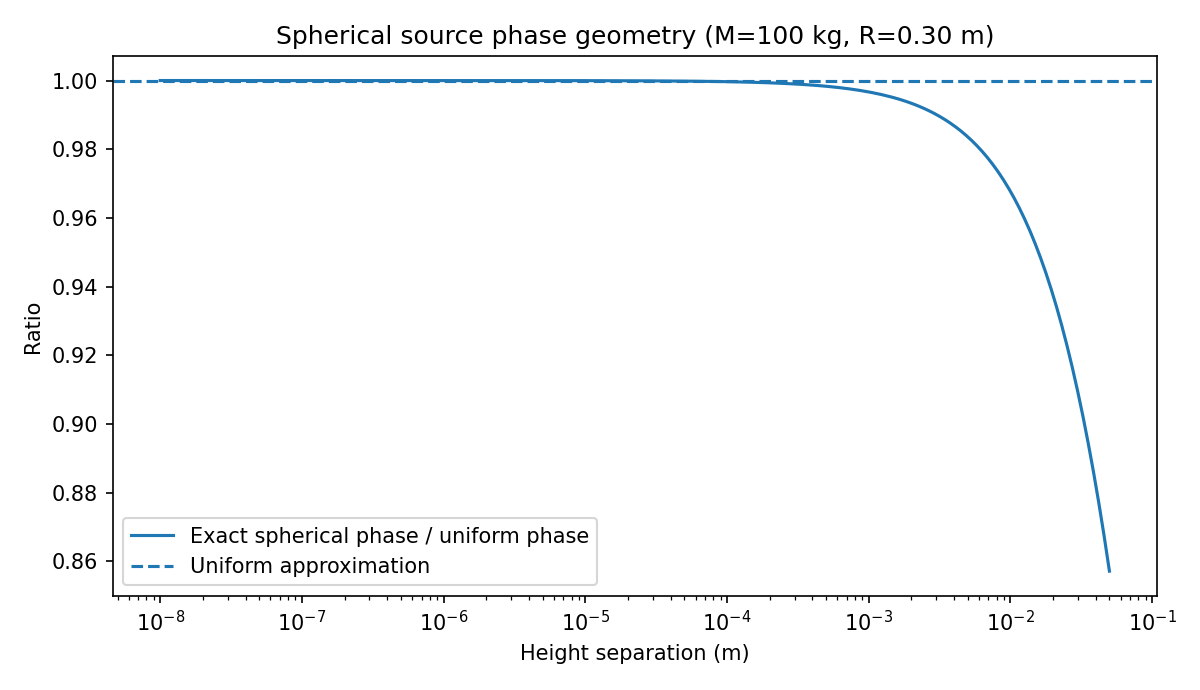 Spherical source phase geometry (M=100 kg, R=0.30 m)
Ratio
1.00
0.98
0.96
0.94
0.92
0.90
0.88
0.86
Exact spherical phase / uniform phase
Uniform approximation
10⁻⁸ 10⁻⁷ 10⁻⁶ 10⁻⁵ 10⁻⁴ 10⁻³ 10⁻² 10⁻¹
Height separation (m)